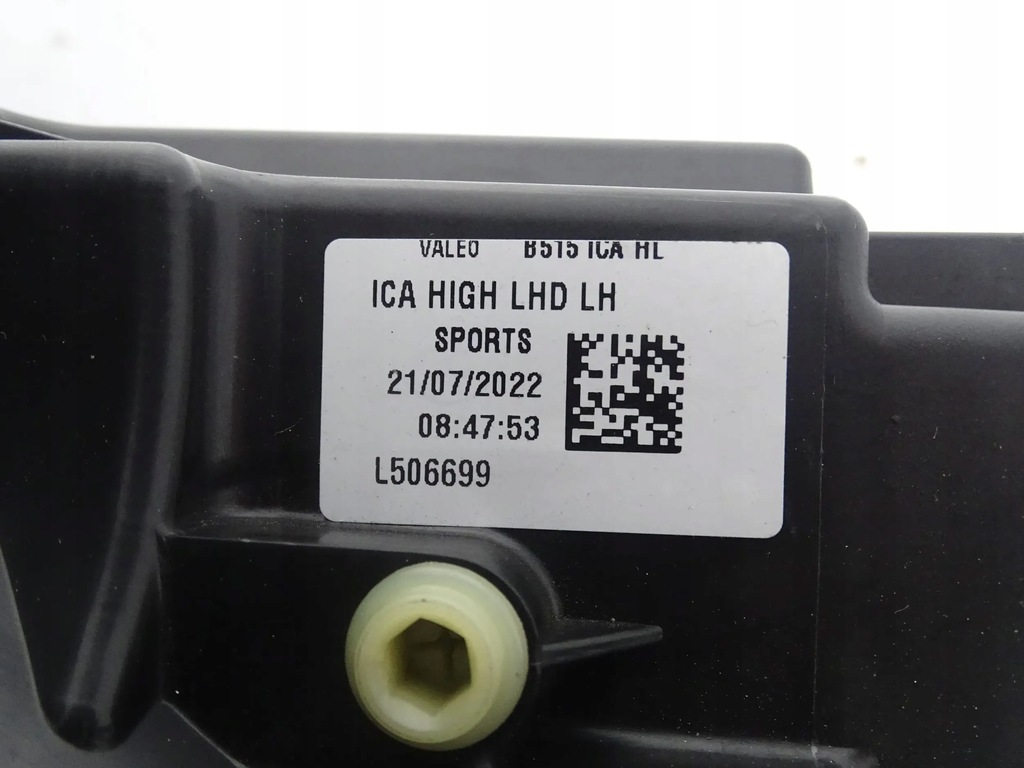 VALEO B515 ICA HL
ICA HIGH LHD LH
SPORTS
21/07/2022
08:47:53
L506699